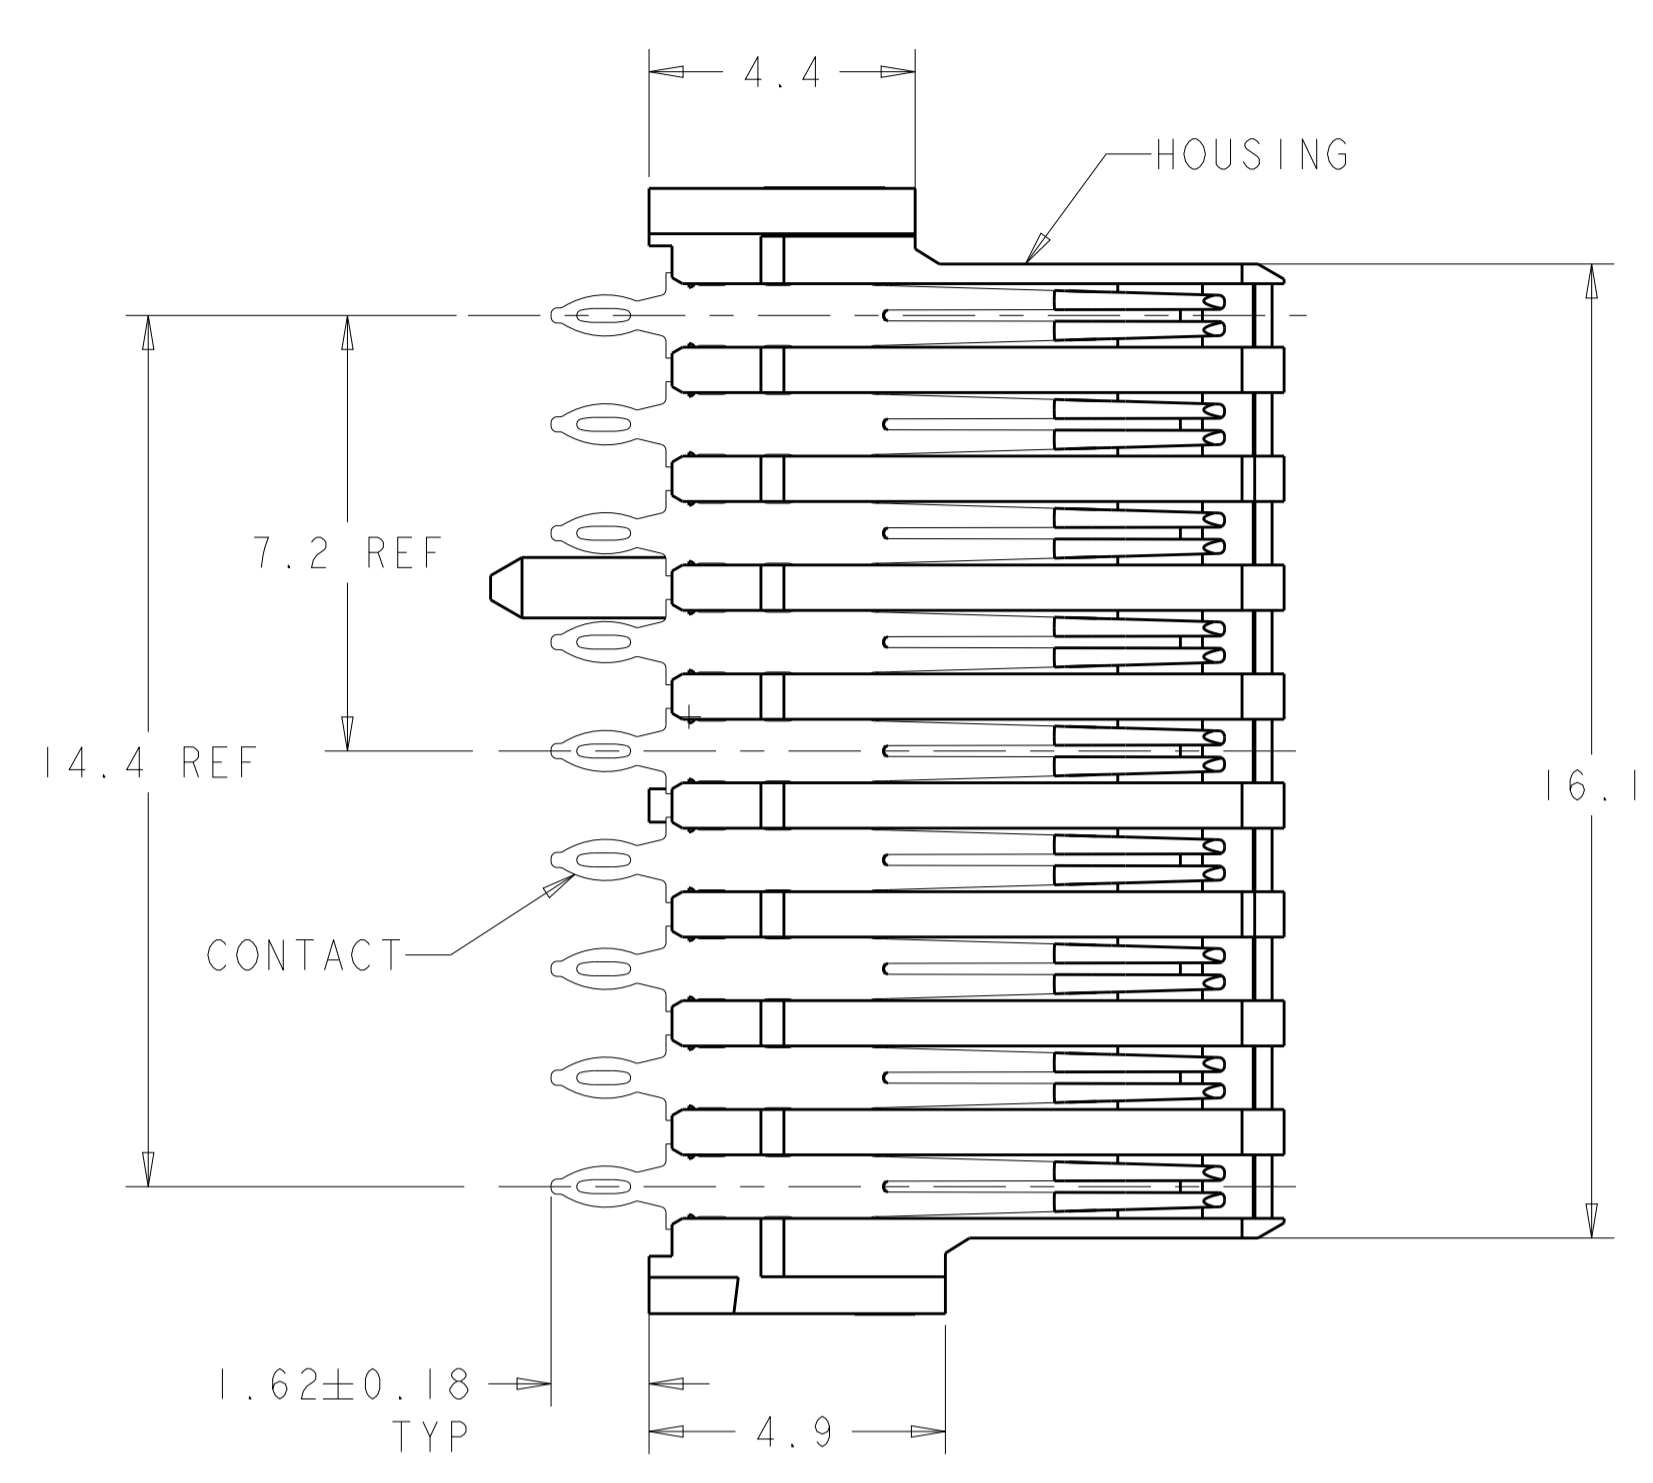 4.4
HOUSING
7.2 REF
14.4 REF
16.1
CONTACT
1.62±0.18
TYP
4.9